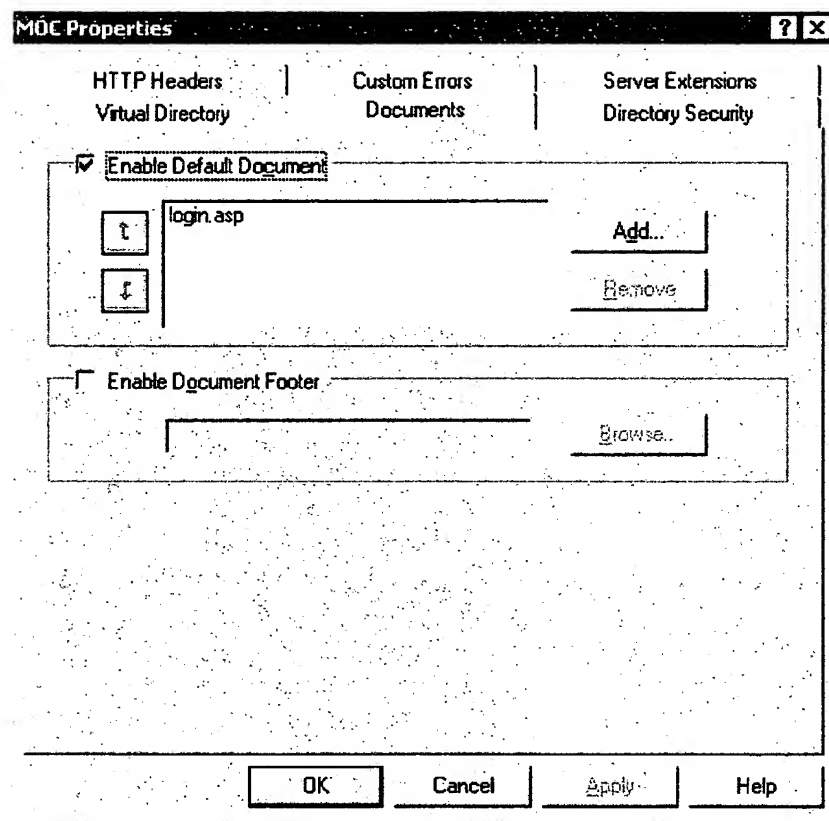 MOC Properties ? X
HTTP Headers Custom Errors Server Extensions
Virtual Directory Documents Directory Security
Enable Default Document
login.asp
Add...
Remove
Enable Document Footer
Browse..
OK Cancel Apply Help